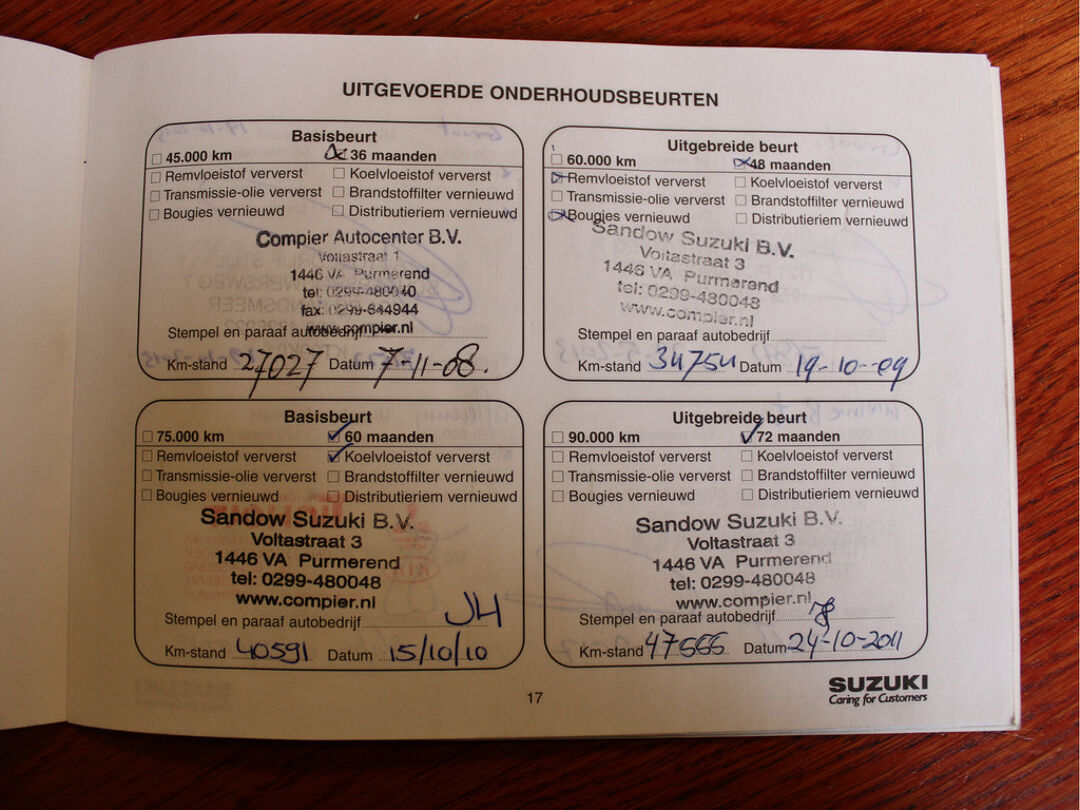 UITGEVOERDE ONDERHOUDSBEURTEN
Basisbeurt
45.000 km 36 maanden
Remvloeistof ververst Koelvloeistof ververst
Transmissie-olie ververst Brandstoffilter vernieuwd
Bougies vernieuwd Distributieriem vernieuwd
Compier Autocenter B.V.
Voltastraat 1
1446 VA Purmerend
tel: 0299-480040
fax: 0299-644944
www.compier.nl
Stempel en paraaf autobedrijf
Km-stand 27027 Datum 7-11-08.
Uitgebreide beurt
60.000 km 48 maanden
Remvloeistof ververst Koelvloeistof ververst
Transmissie-olie ververst Brandstoffilter vernieuwd
Bougies vernieuwd Distributieriem vernieuwd
Sandow Suzuki B.V.
Voltastraat 3
1446 VA Purmerend
tel: 0299-480048
www.compier.nl
Stempel en paraaf autobedrijf
Km-stand 34754 Datum 19-10-09
Basisbeurt
75.000 km 60 maanden
Remvloeistof ververst Koelvloeistof ververst
Transmissie-olie ververst Brandstoffilter vernieuwd
Bougies vernieuwd Distributieriem vernieuwd
Sandow Suzuki B.V.
Voltastraat 3
1446 VA Purmerend
tel: 0299-480048
www.compier.nl
Stempel en paraaf autobedrijf JH
Km-stand 40591 Datum 15/10/10
Uitgebreide beurt
90.000 km 72 maanden
Remvloeistof ververst Koelvloeistof ververst
Transmissie-olie ververst Brandstoffilter vernieuwd
Bougies vernieuwd Distributieriem vernieuwd
Sandow Suzuki B.V.
Voltastraat 3
1446 VA Purmerend
tel: 0299-480048
www.compier.nl
Stempel en paraaf autobedrijf
Km-stand Datum 24-10-2011
17
SUZUKI
Caring for Customers